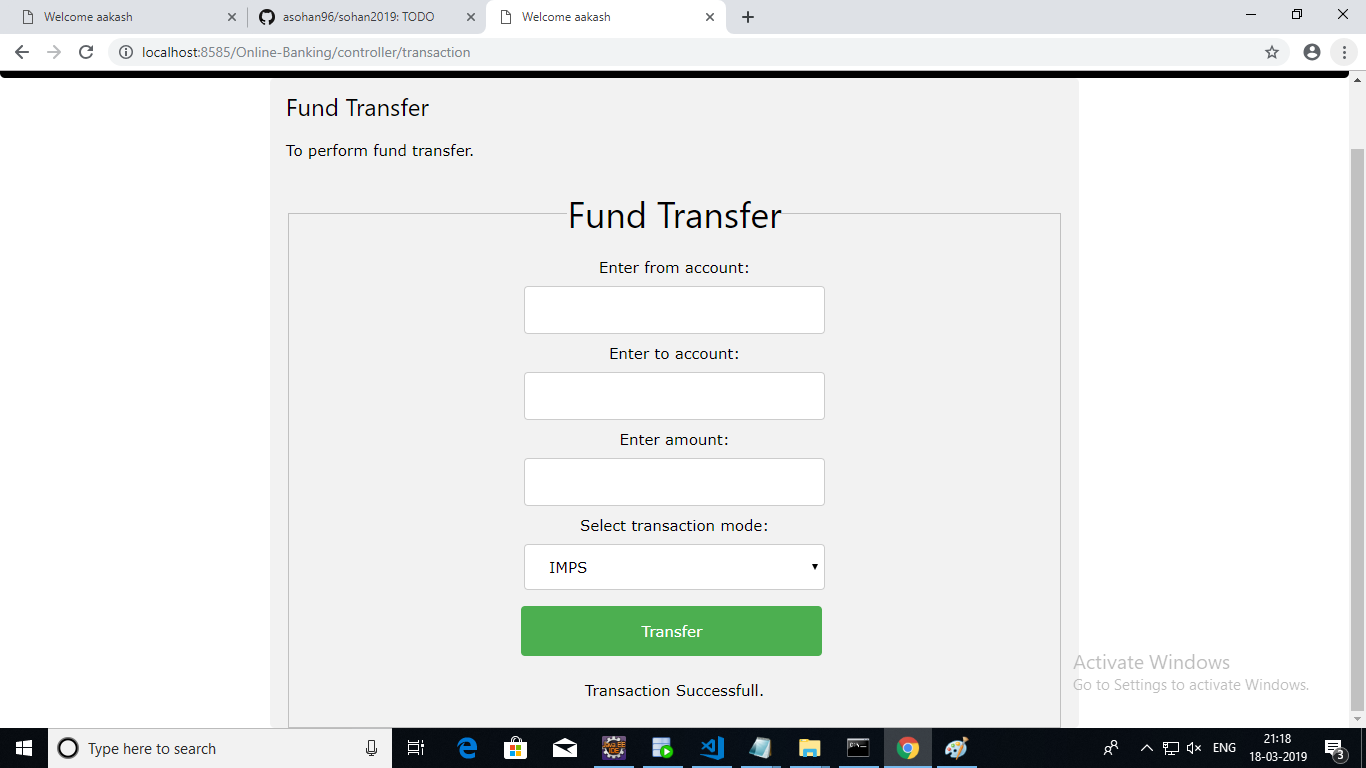 Welcome aakash
asohan96/sohan2019: TODO
Welcome aakash
localhost:8585/Online-Banking/controller/transaction
Fund Transfer
To perform fund transfer.
Fund Transfer
Enter from account:
Enter to account:
Enter amount:
Select transaction mode:
IMPS
Transfer
Transaction Successfull.
Activate Windows
Go to Settings to activate Windows.
Type here to search
ENG
21:18
18-03-2019
3